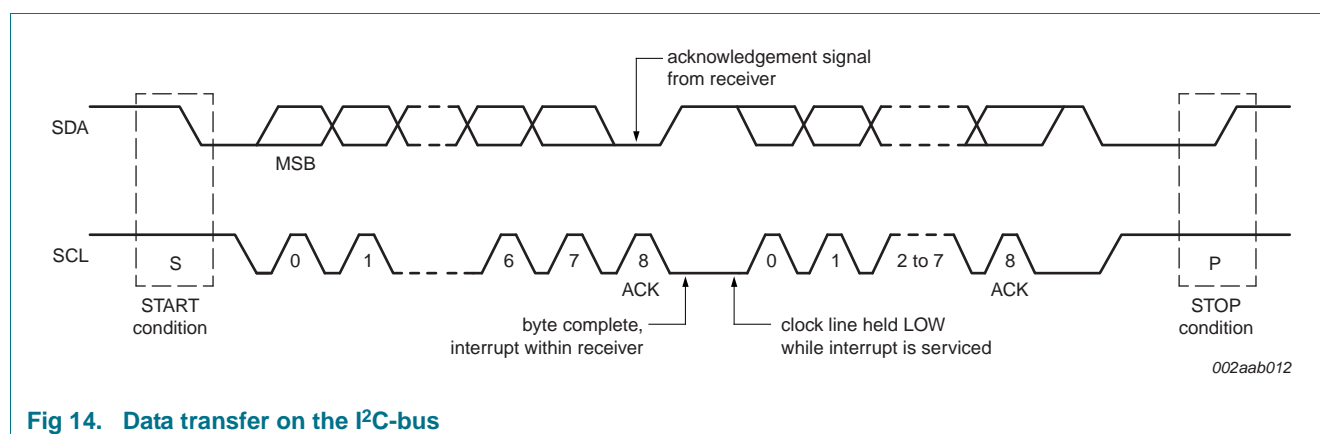 acknowledgement signal
from receiver
SDA
MSB
SCL
S
0
1
6
7
8
0
1
2 to 7
8
P
ACK
ACK
START
condition
byte complete,
interrupt within receiver
clock line held LOW
while interrupt is serviced
STOP
condition
002aab012
Fig 14. Data transfer on the I²C-bus